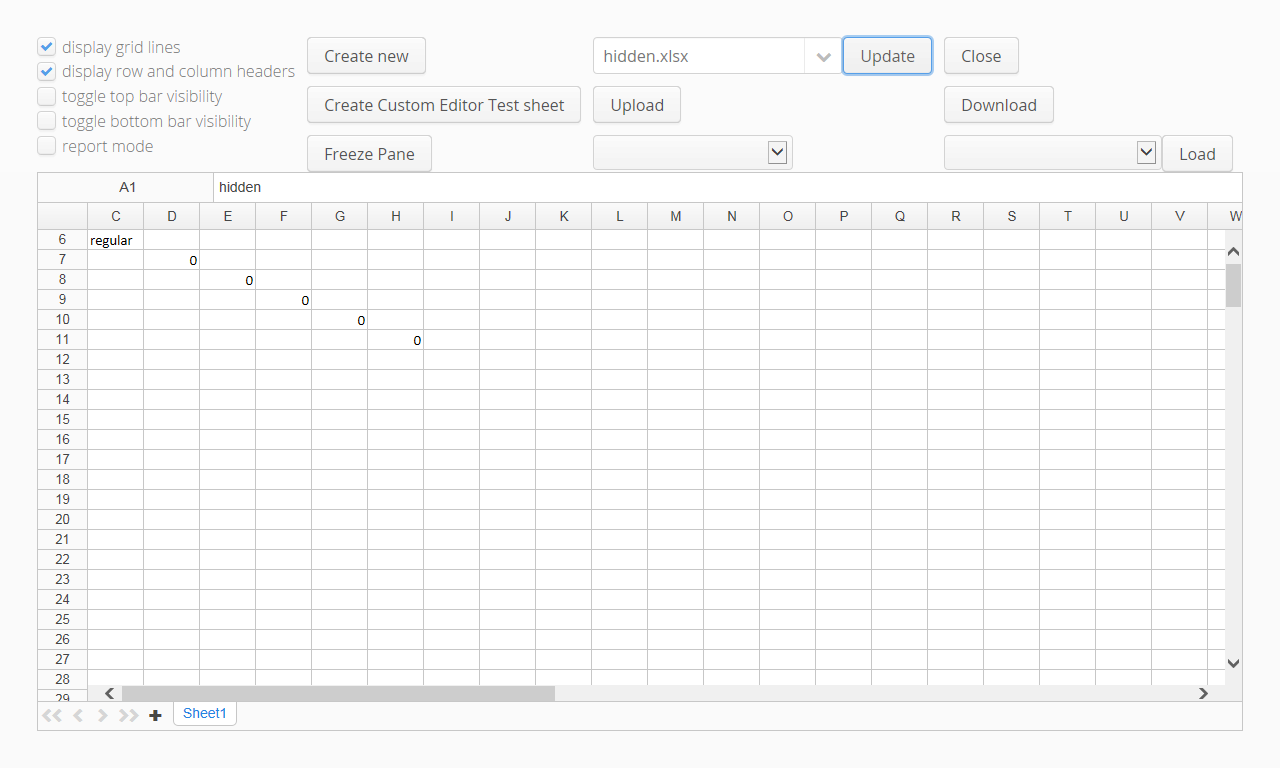 display grid lines
display row and column headers
toggle top bar visibility
toggle bottom bar visibility
report mode
Create new
hidden.xlsx
Update
Close
Create Custom Editor Test sheet
Upload
Download
Freeze Pane
Load
A1 hidden
C D E F G H I J K L M N O P Q R S T U V W
6 regular
7 0
8 0
9 0
10 0
11 0
12
13
14
15
16
17
18
19
20
21
22
23
24
25
26
27
28
29
Sheet1